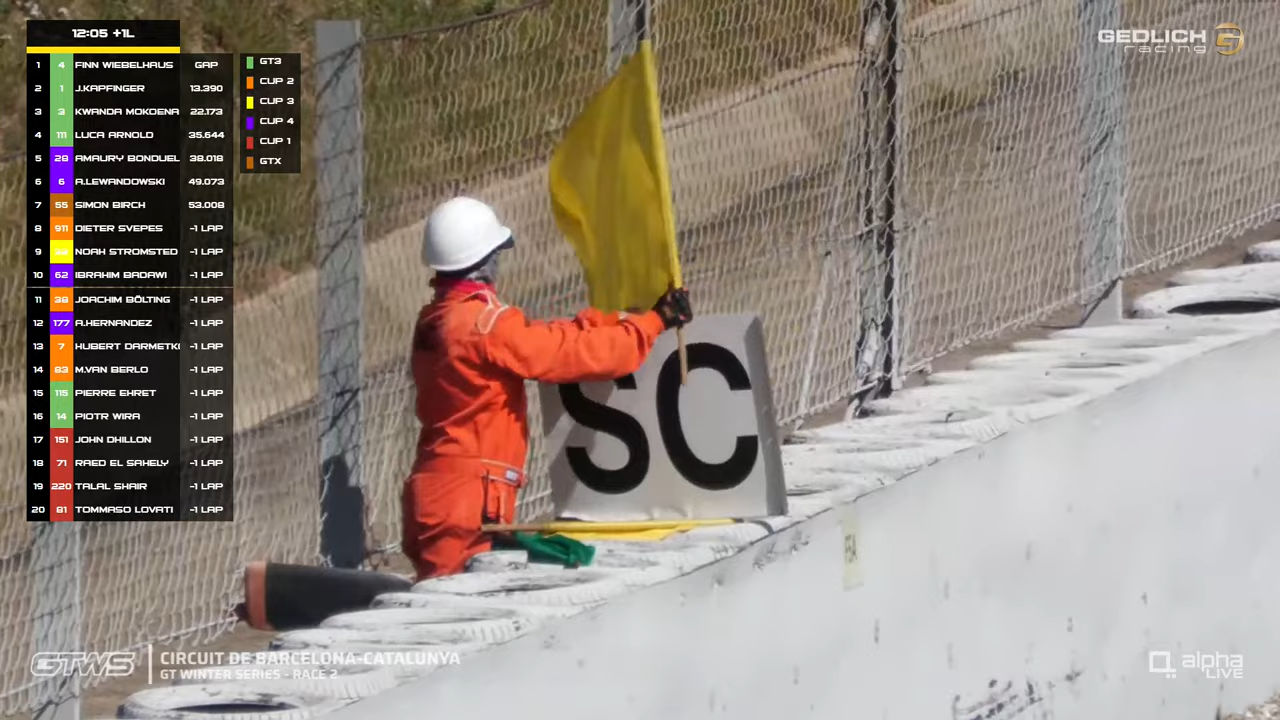 12:05 +1L
1 4 FINN WIEBELHAUS GAP
2 1 J.KAPFINGER 13.390
3 3 KWANDA MOKOENA 22.173
4 111 LUCA ARNOLD 35.644
5 28 AMAURY BONDUEL 38.018
6 6 A.LEWANDOWSKI 49.073
7 55 SIMON BIRCH 53.008
8 911 DIETER SVEPES -1 LAP
9 NOAH STROMSTED -1 LAP
10 62 IBRAHIM BADAWI -1 LAP
11 38 JOACHIM BÖLTING -1 LAP
12 177 A.HERNANDEZ -1 LAP
13 7 HUBERT DARMETK -1 LAP
14 83 M.VAN BERLO -1 LAP
15 115 PIERRE EHRET -1 LAP
16 14 PIOTR WIRA -1 LAP
17 151 JOHN DHILLON -1 LAP
18 71 RAED EL SAHELY -1 LAP
19 220 TALAL SHAIR -1 LAP
20 81 TOMMASO LOVATI -1 LAP
GT3
CUP 2
CUP 3
CUP 4
CUP 1
GTX
GEDLICH
racing
SC
GTWS
CIRCUIT DE BARCELONA-CATALUNYA
GT WINTER SERIES - RACE 2
alpha
LIVE